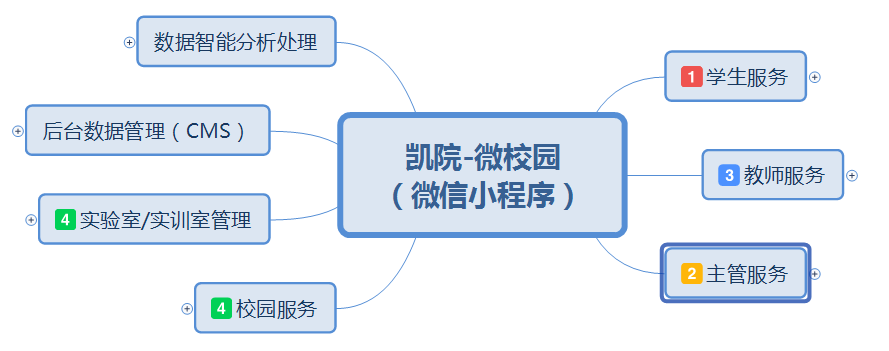 数据智能分析处理
1 学生服务
后台数据管理（CMS）
凯院-微校园
（微信小程序）
3 教师服务
4 实验室/实训室管理
2 主管服务
4 校园服务